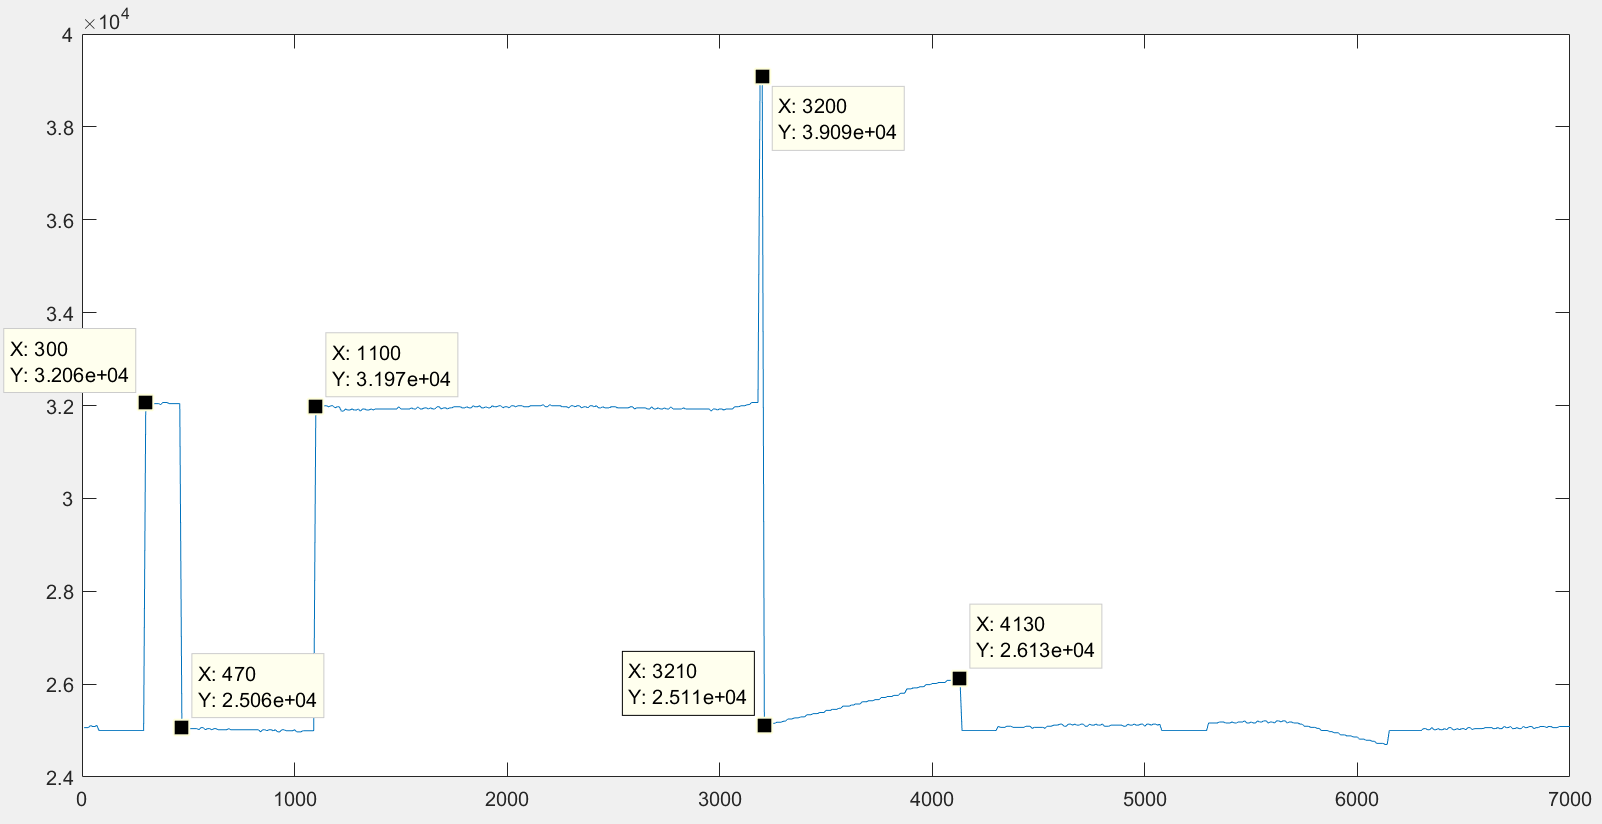 ×10⁴
4
3.8
3.6
3.4
3.2
3
2.8
2.6
2.4
0
1000
2000
3000
4000
5000
6000
7000
X: 3200
Y: 3.909e+04
X: 300
Y: 3.206e+04
X: 1100
Y: 3.197e+04
X: 470
Y: 2.506e+04
X: 3210
Y: 2.511e+04
X: 4130
Y: 2.613e+04